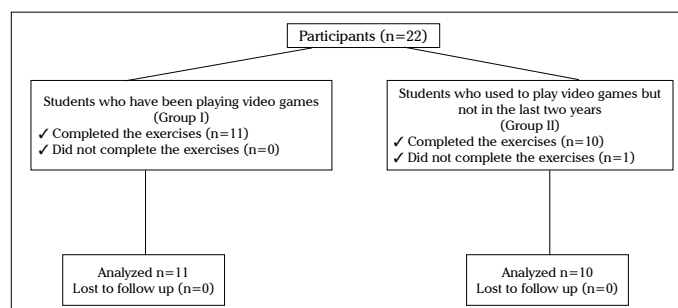 Participants (n=22)
Students who have been playing video games
(Group I)
✓ Completed the exercises (n=11)
✓ Did not complete the exercises (n=0)
Students who used to play video games but
not in the last two years
(Group II)
✓ Completed the exercises (n=10)
✓ Did not complete the exercises (n=1)
Analyzed n=11
Lost to follow up (n=0)
Analyzed n=10
Lost to follow up (n=0)